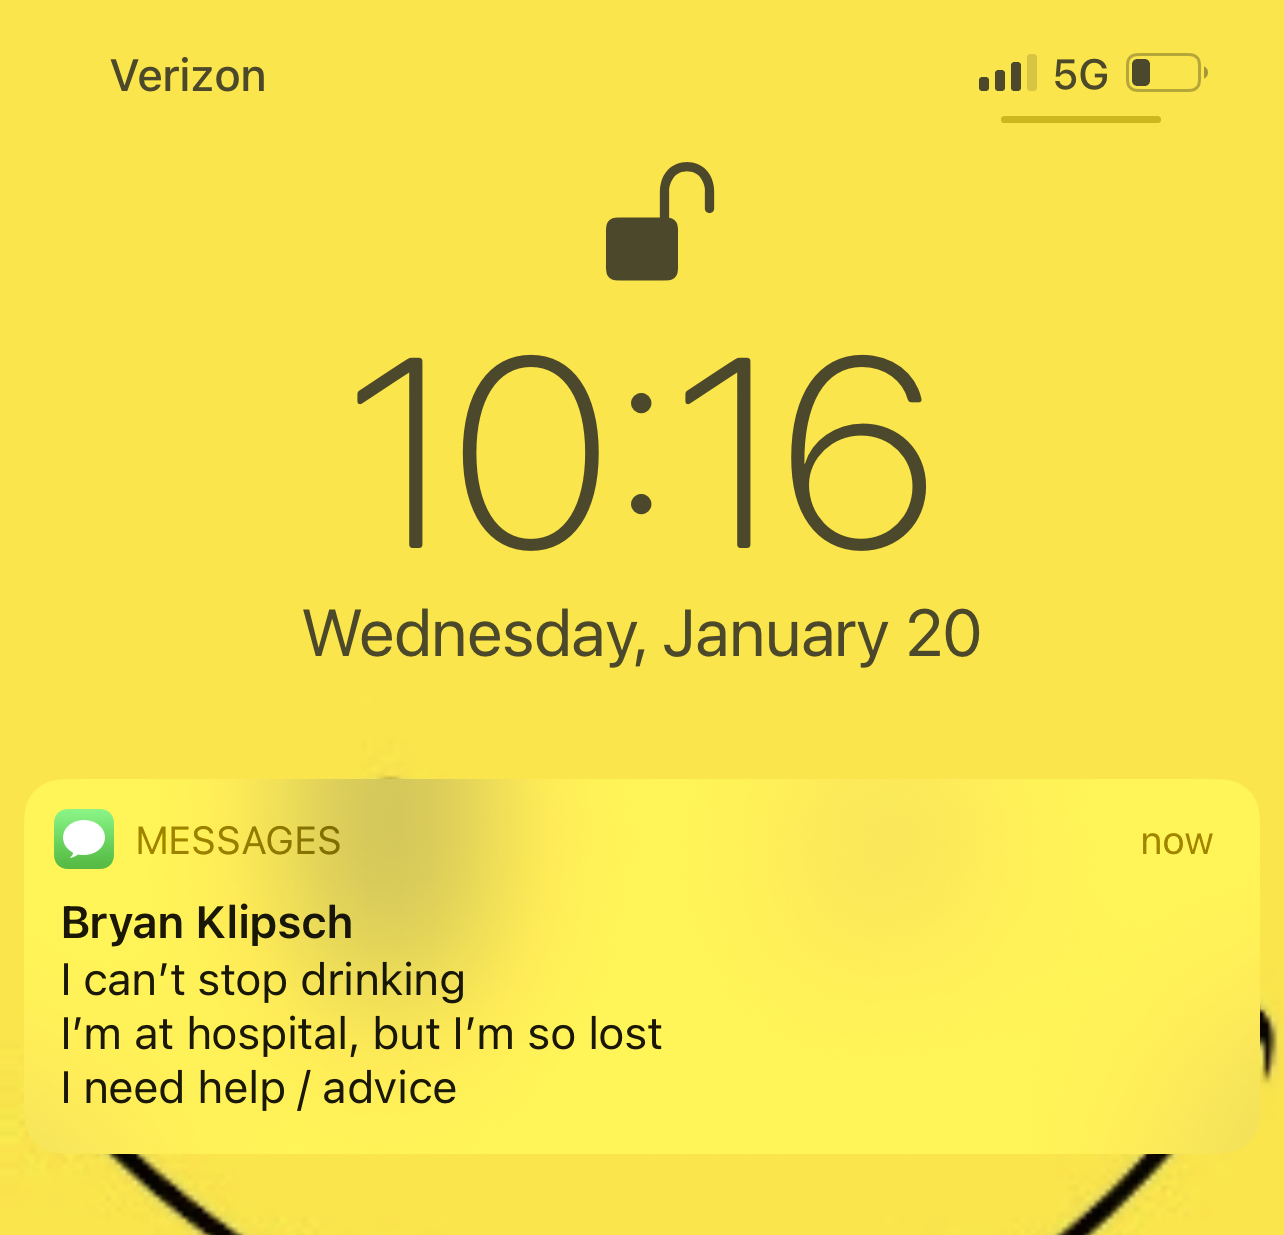 Verizon 5G
10:16
Wednesday, January 20
MESSAGES now
Bryan Klipsch
I can’t stop drinking
I’m at hospital, but I’m so lost
I need help / advice